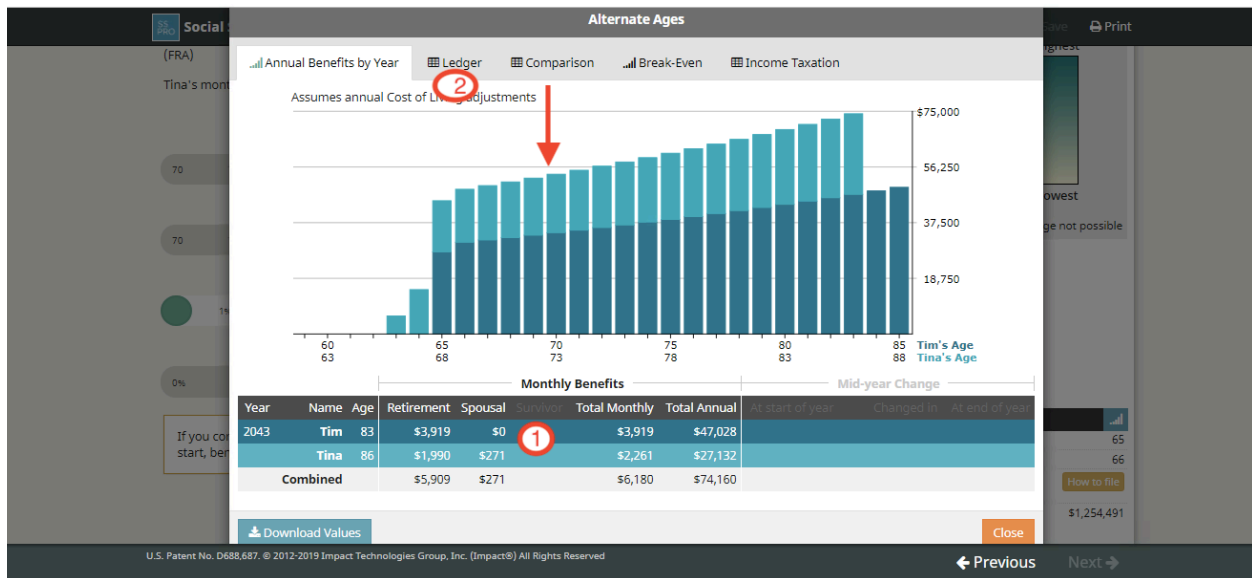 SS PRO Social
Alternate Ages
Save Print
(FRA)
Tina's mont
70
70
1%
0%
If you cor
start, ber
Annual Benefits by Year Ledger Comparison Break-Even Income Taxation
2
Assumes annual Cost of Living adjustments
$75,000
56,250
37,500
18,750
60 65 70 75 80 85 Tim's Age
63 68 73 78 83 88 Tina's Age
Monthly Benefits Mid-year Change
Year Name Age Retirement Spousal Survivor Total Monthly Total Annual At start of year Changed in At end of year
2043 Tim 83 $3,919 $0 $3,919 $47,028
1
Tina 86 $1,990 $271 $2,261 $27,132
Combined $5,909 $271 $6,180 $74,160
Download Values Close
ghest
owest
ge not possible
65
66
How to file
$1,254,491
U.S. Patent No. D688,687. © 2012-2019 Impact Technologies Group, Inc. (Impact®) All Rights Reserved
Previous Next